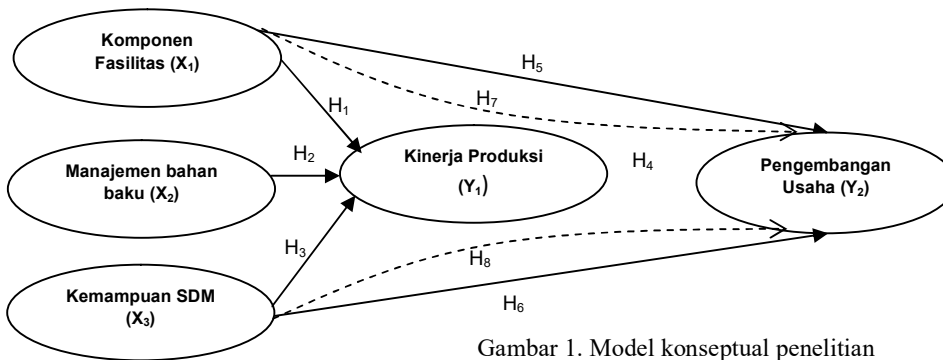 Komponen
Fasilitas (X₁)
H₅
H₁
H₇
Manajemen bahan
baku (X₂)
H₂
Kinerja Produksi
(Y₁)
H₄
Pengembangan
Usaha (Y₂)
H₃
H₈
Kemampuan SDM
(X₃)
H₆
Gambar 1. Model konseptual penelitian